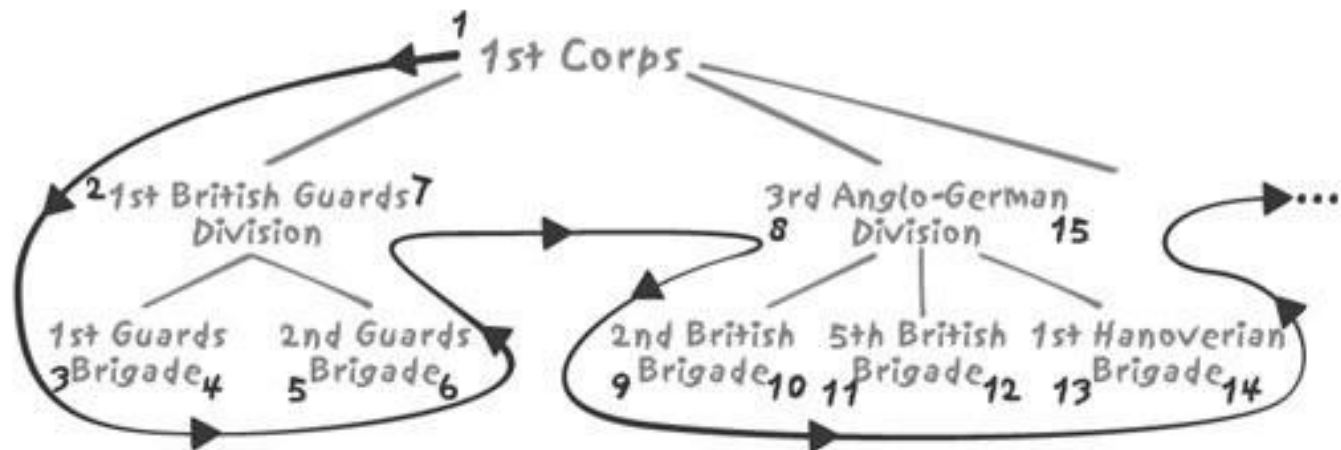 1
1st Corps
2 1st British Guards 7
Division
3rd Anglo-German
8 Division 15
...
1st Guards
3 Brigade 4
2nd Guards
5 Brigade 6
2nd British
9 Brigade 10
5th British
11 Brigade 12
1st Hanoverian
13 Brigade 14